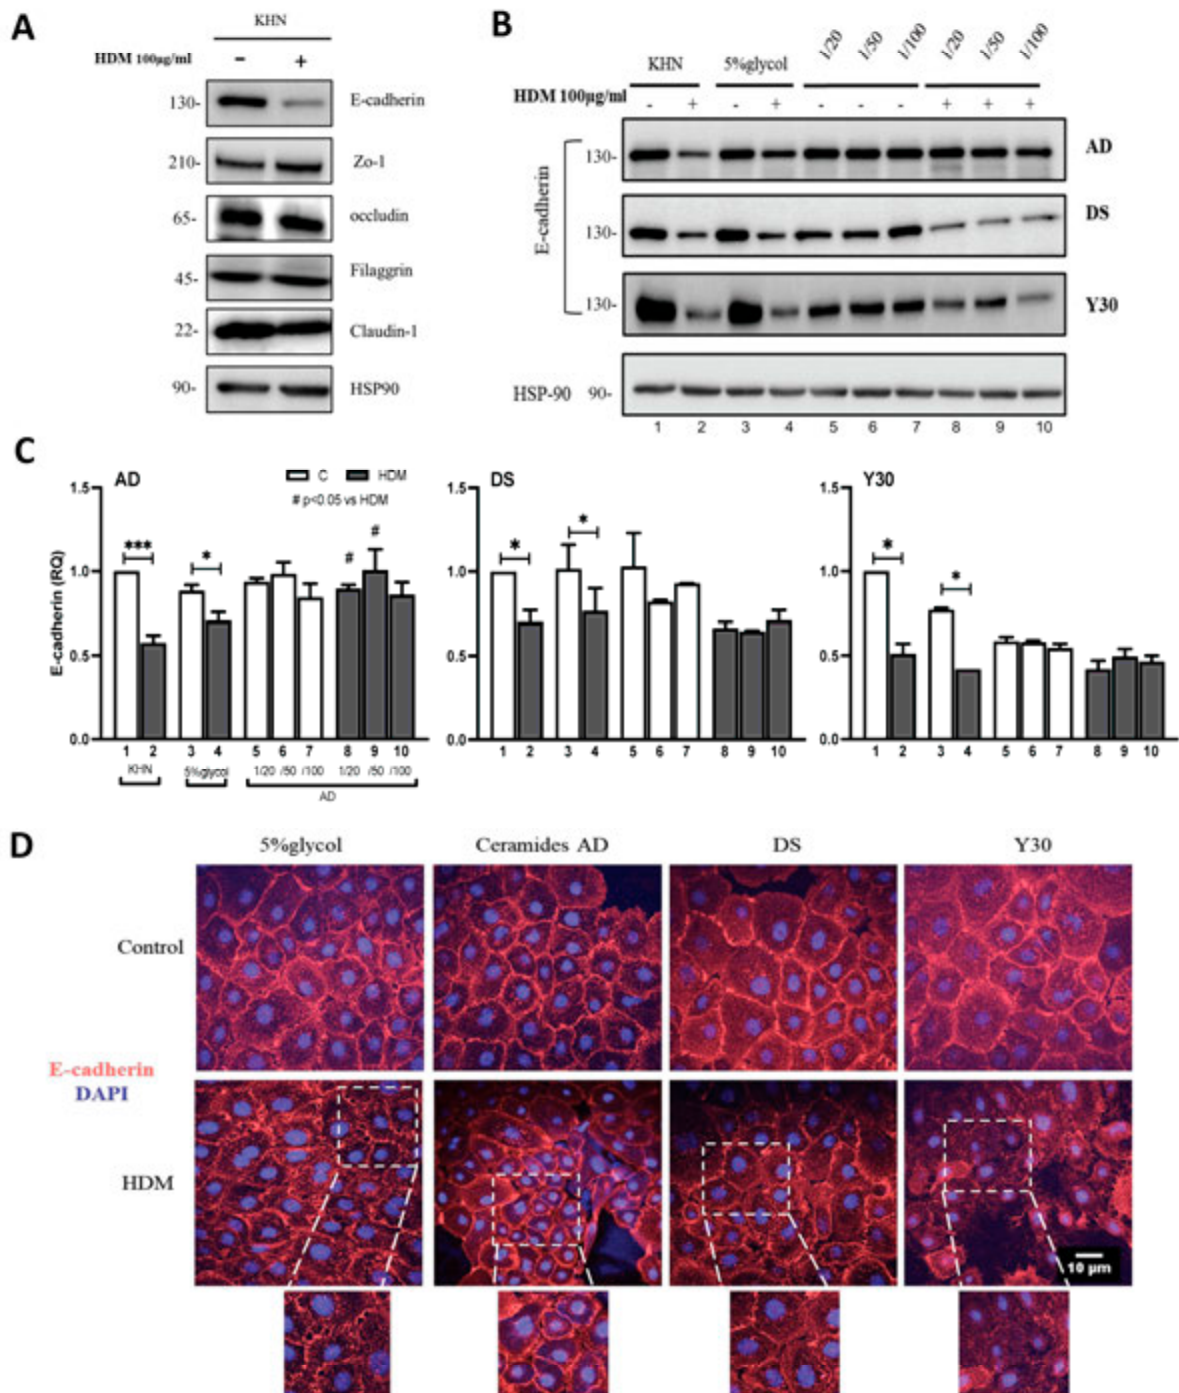 A
KHN
HDM 100µg/ml - +
130- E-cadherin
210- Zo-1
65- occludin
45- Filaggrin
22- Claudin-1
90- HSP90
B
1/20 1/50 1/100 1/20 1/50 1/100
KHN 5%glycol
HDM 100µg/ml - + - + - - - + + +
E-cadherin
130- AD
130- DS
130- Y30
HSP-90 90-
1 2 3 4 5 6 7 8 9 10
C
AD
C HDM
# p<0.05 vs HDM
E-cadherin (RQ)
1.5
1.0
0.5
0.0
*** * # #
1 2 3 4 5 6 7 8 9 10
KHN 5%glycol 1/20 /50 /100 1/20 /50 /100
AD
DS
1.5
1.0
0.5
0.0
* *
1 2 3 4 5 6 7 8 9 10
Y30
1.5
1.0
0.5
0.0
* *
1 2 3 4 5 6 7 8 9 10
D
5%glycol Ceramides AD DS Y30
Control
E-cadherin
DAPI
HDM
10 µm